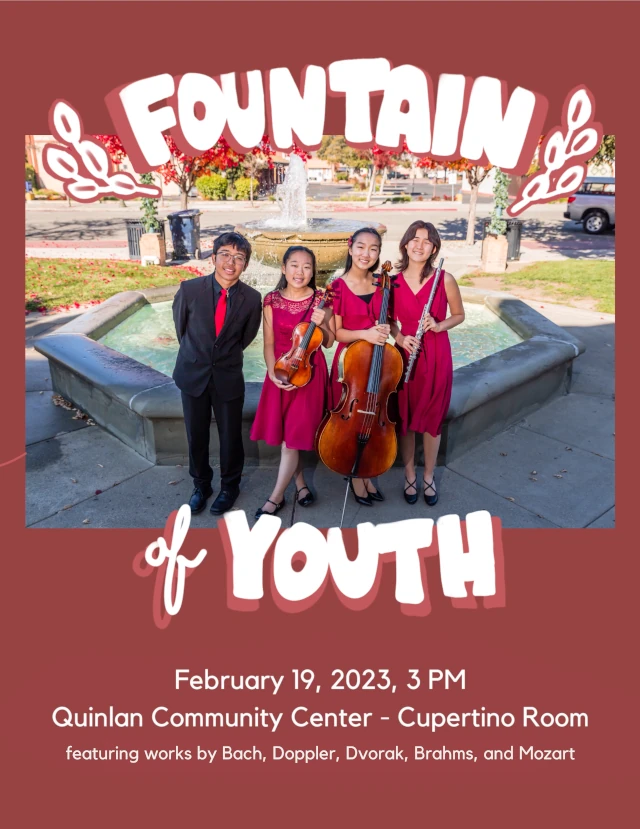 FOUNTAIN
of YOUTH
February 19, 2023, 3 PM
Quinlan Community Center - Cupertino Room
featuring works by Bach, Doppler, Dvorak, Brahms, and Mozart